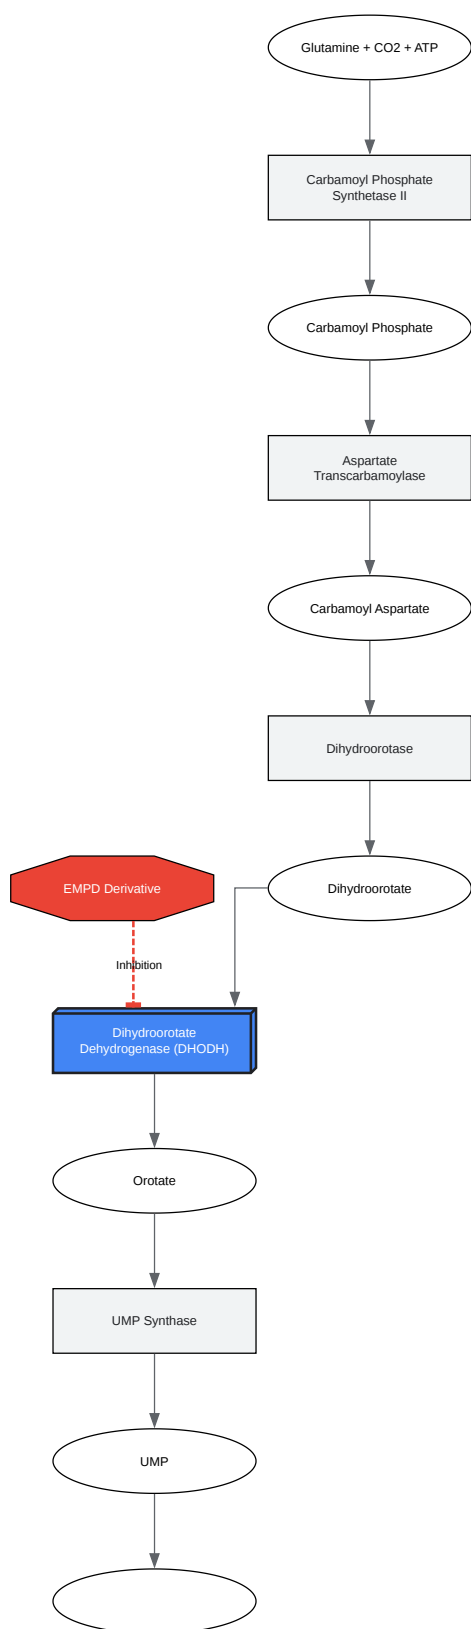 Glutamine + CO2 + ATP
Carbamoyl Phosphate
Synthetase II
Carbamoyl Phosphate
Aspartate
Transcarbamoylase
Carbamoyl Aspartate
Dihydroorotase
EMPD Derivative
Dihydroorotate
Inhibition
Dihydroorotate
Dehydrogenase (DHODH)
Orotate
UMP Synthase
UMP